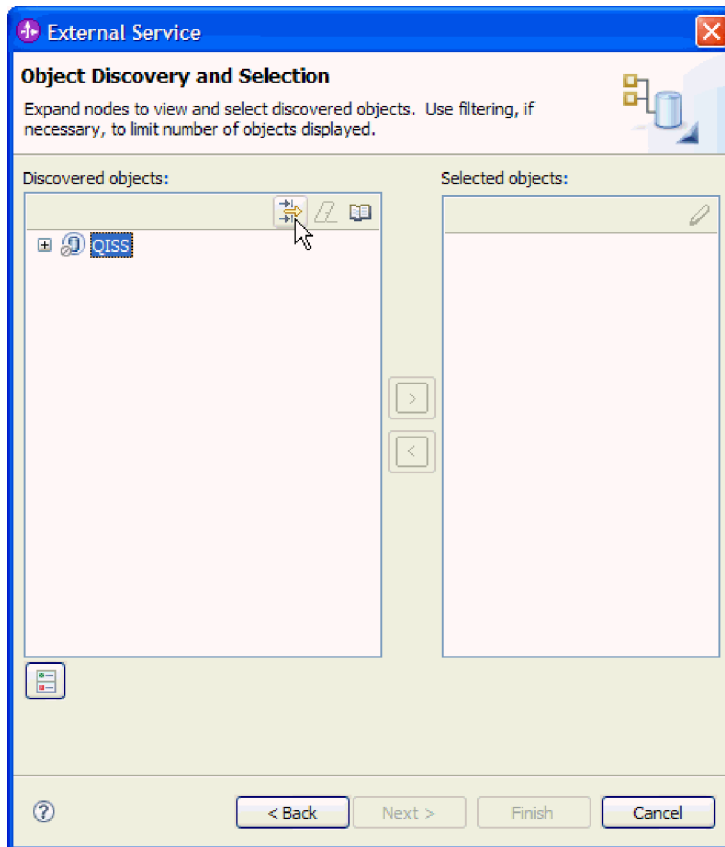 External Service
Object Discovery and Selection
Expand nodes to view and select discovered objects. Use filtering, if
necessary, to limit number of objects displayed.
Discovered objects:
Selected objects:
QISS
< Back
Next >
Finish
Cancel